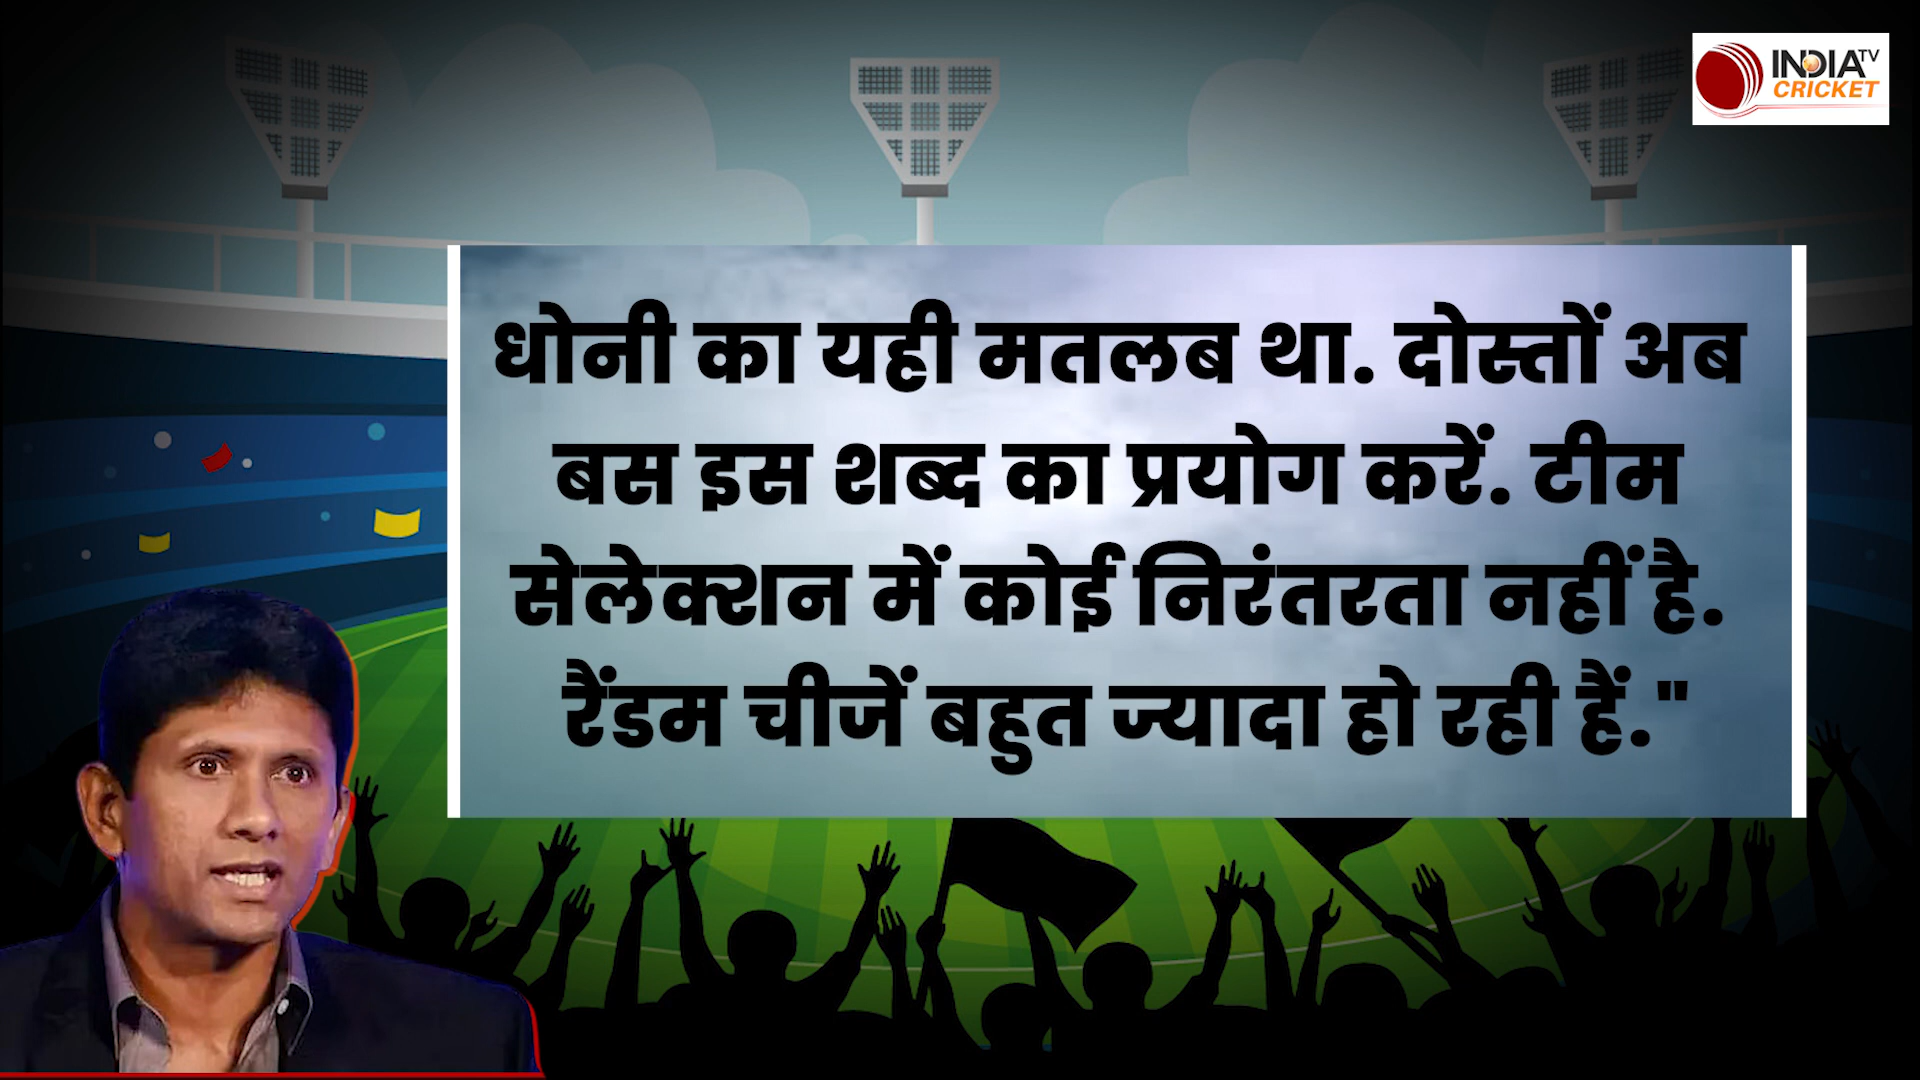 INDIA TV
CRICKET
धोनी का यही मतलब था. दोस्तों अब
बस इस शब्द का प्रयोग करें. टीम
सेलेक्शन में कोई निरंतरता नहीं है.
रैंडम चीजें बहुत ज्यादा हो रही हैं."